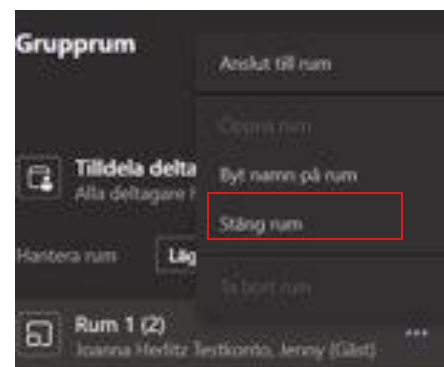 Grupprum
Anslut till rum
Öppna rum
Tilldela delta
Alla deltagare h
Byt namn på rum
Stäng rum
Hantera rum
Läg
Ta bort rum
Rum 1 (2)
Joanna Herlitz Testkonto, Jenny (Gäst)